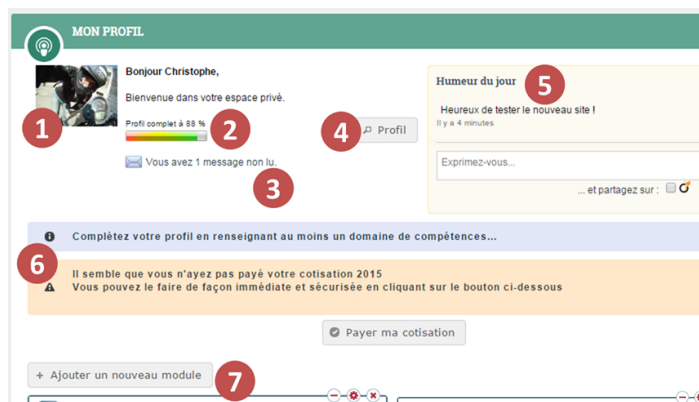 MON PROFIL
Bonjour Christophe,
Bienvenue dans votre espace privé.
Profil complet à 88 %
Vous avez 1 message non lu.
1
2
3
4
Profil
Humeur du jour
5
Heureux de tester le nouveau site !
Il y a 4 minutes
Exprimez-vous...
... et partagez sur :
Complétez votre profil en renseignant au moins un domaine de compétences...
6
Il semble que vous n'ayez pas payé votre cotisation 2015
Vous pouvez le faire de façon immédiate et sécurisée en cliquant sur le bouton ci-dessous
Payer ma cotisation
+ Ajouter un nouveau module
7